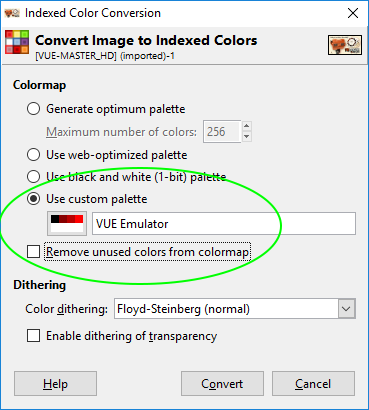 Indexed Color Conversion
Convert Image to Indexed Colors
[VUE-MASTER_HD] (imported)-1
Colormap
Generate optimum palette
Maximum number of colors: 256
Use web-optimized palette
Use black and white (1-bit) palette
Use custom palette
VUE Emulator
Remove unused colors from colormap
Dithering
Color dithering: Floyd-Steinberg (normal)
Enable dithering of transparency
Help Convert Cancel